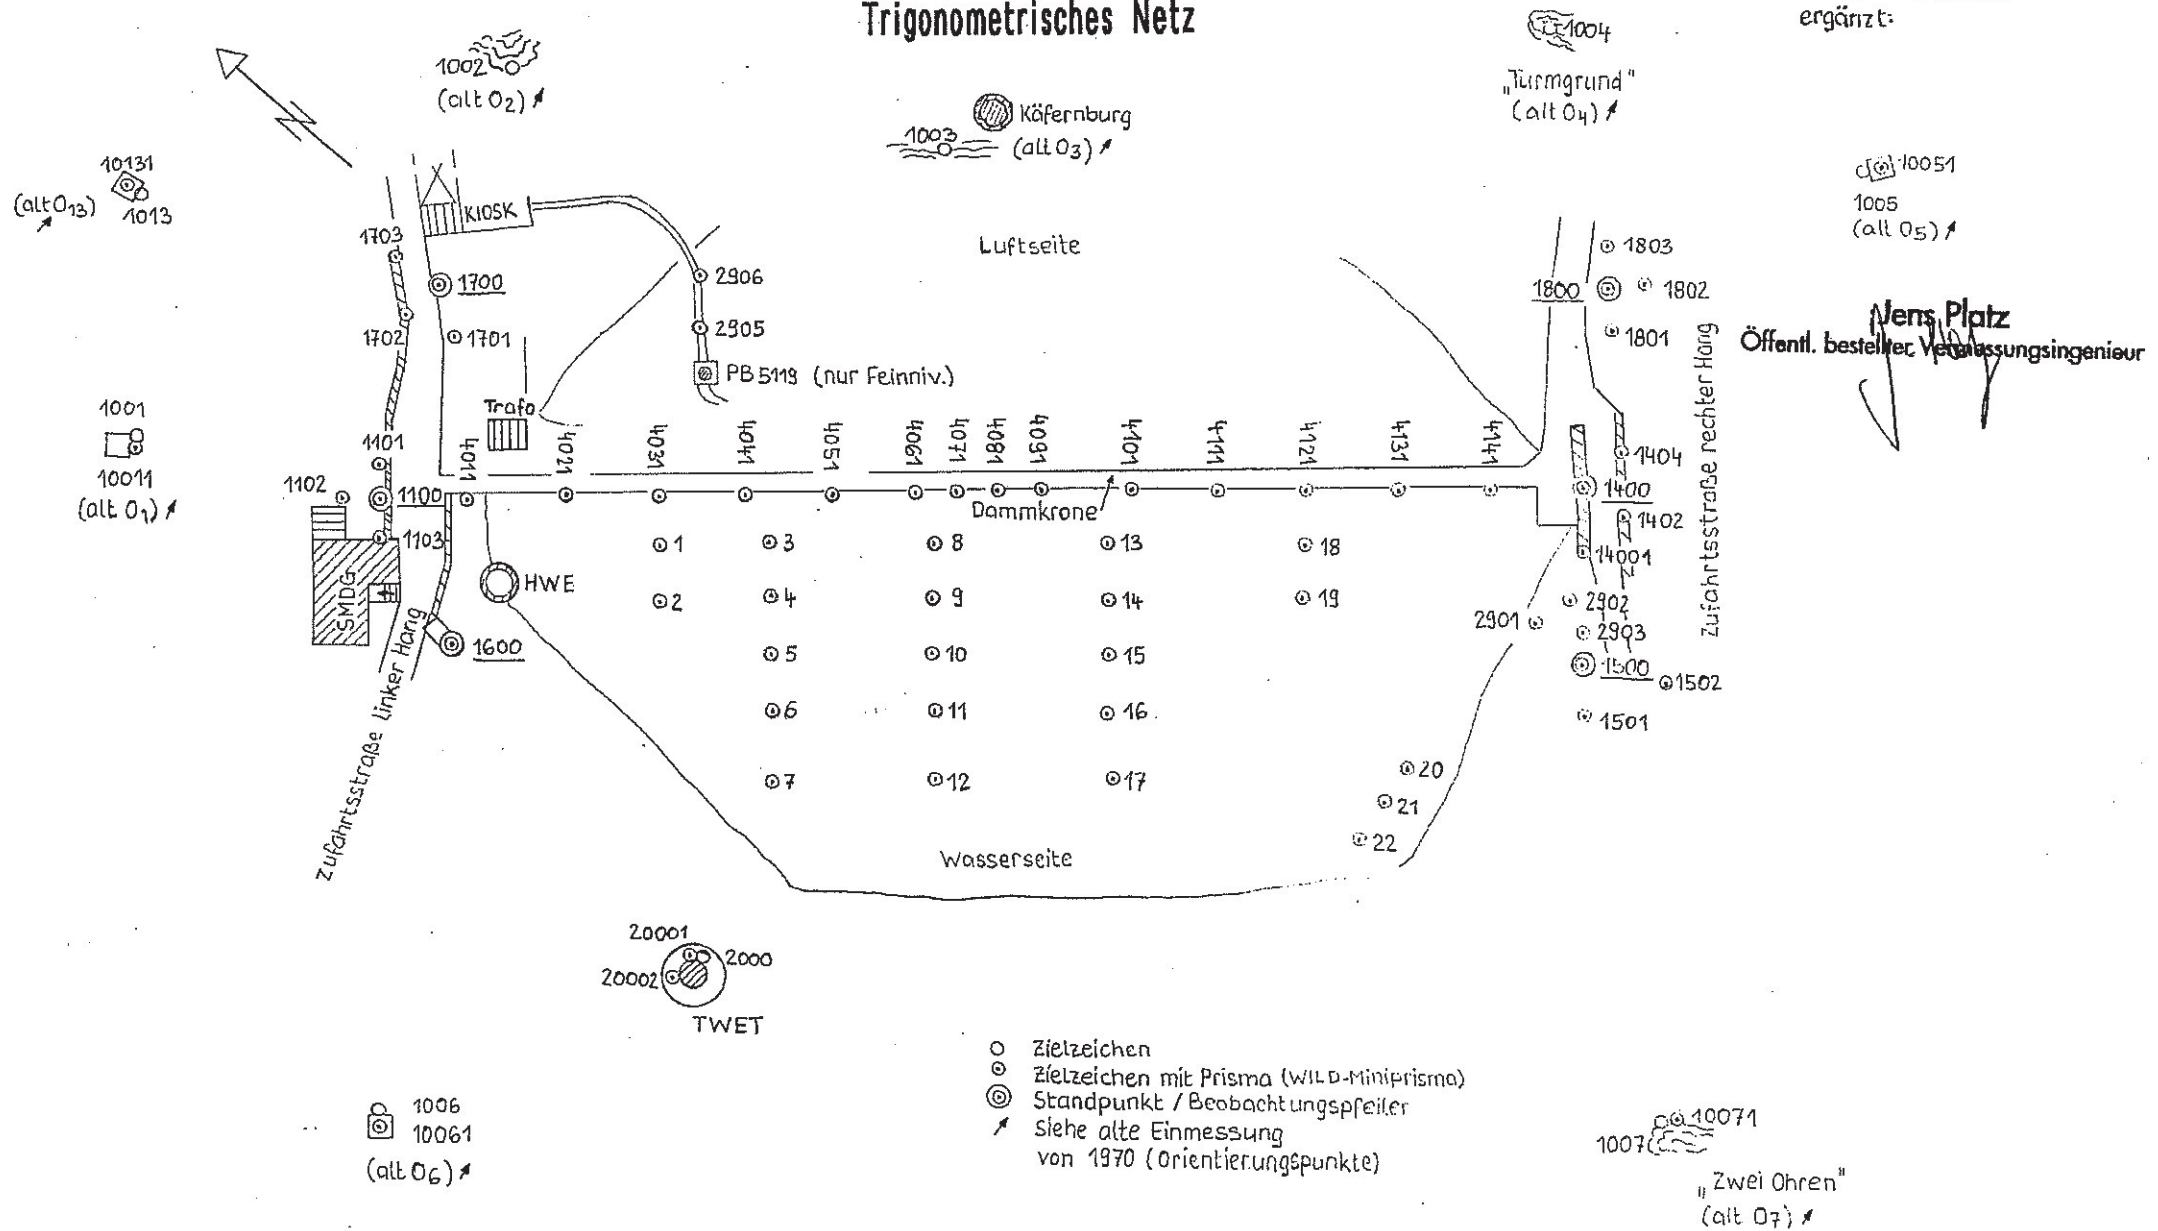 Trigonometrisches Netz
ergänzt:
1002
(alt O2)
Käfernburg
1003
(alt O3)
1004
„Türmgrund"
(alt O4)
10131
(alt O13)
1013
10051
1005
(alt O5)
KIOSK
1703
1700
1702
1701
2906
2905
PB 5119 (nur Feinniv.)
Luftseite
1803
1800
1802
1801
Jens Platz
Öffentl. bestellter Vermessungsingenieur
Zufahrtsstraße rechter Hang
1001
10011
(alt O1)
Trafo
1101
1102
1100
1103
4011
4021
4031
4041
4051
4061
4071
4081
4091
4101
4111
4121
4131
4141
Dammkrone
1404
1400
1402
14001
SMDG
HWE
1600
Zufahrtsstraße linker Hang
1
3
8
13
18
2
4
9
14
19
5
10
15
6
11
16
7
12
17
20
21
22
2901
2902
2903
1500
1502
1501
Wasserseite
20001
2000
20002
TWET
Zielzeichen
Zielzeichen mit Prisma (WILD-Miniprisma)
Standpunkt / Beobachtungspfeiler
Siehe alte Einmessung
von 1970 (Orientierungspunkte)
1006
10061
(alt O6)
10071
1007
„Zwei Ohren"
(alt O7)